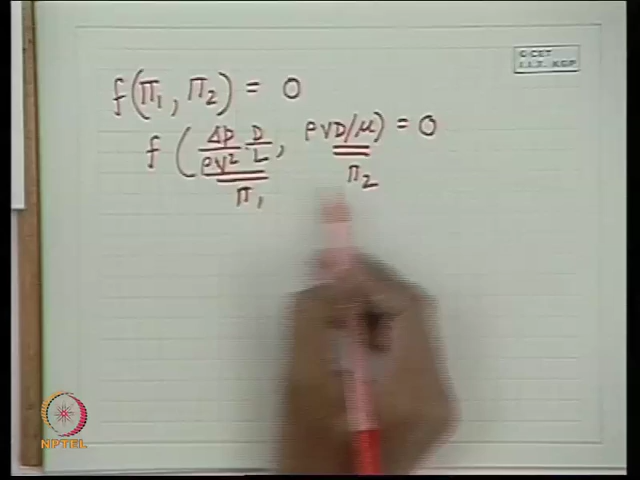 © CET
I.I.T. KGP
f(Π₁, Π₂) = 0
f(ΔP/ρV² D/L, ρVD/μ) = 0
Π₁ Π₂
NPTEL